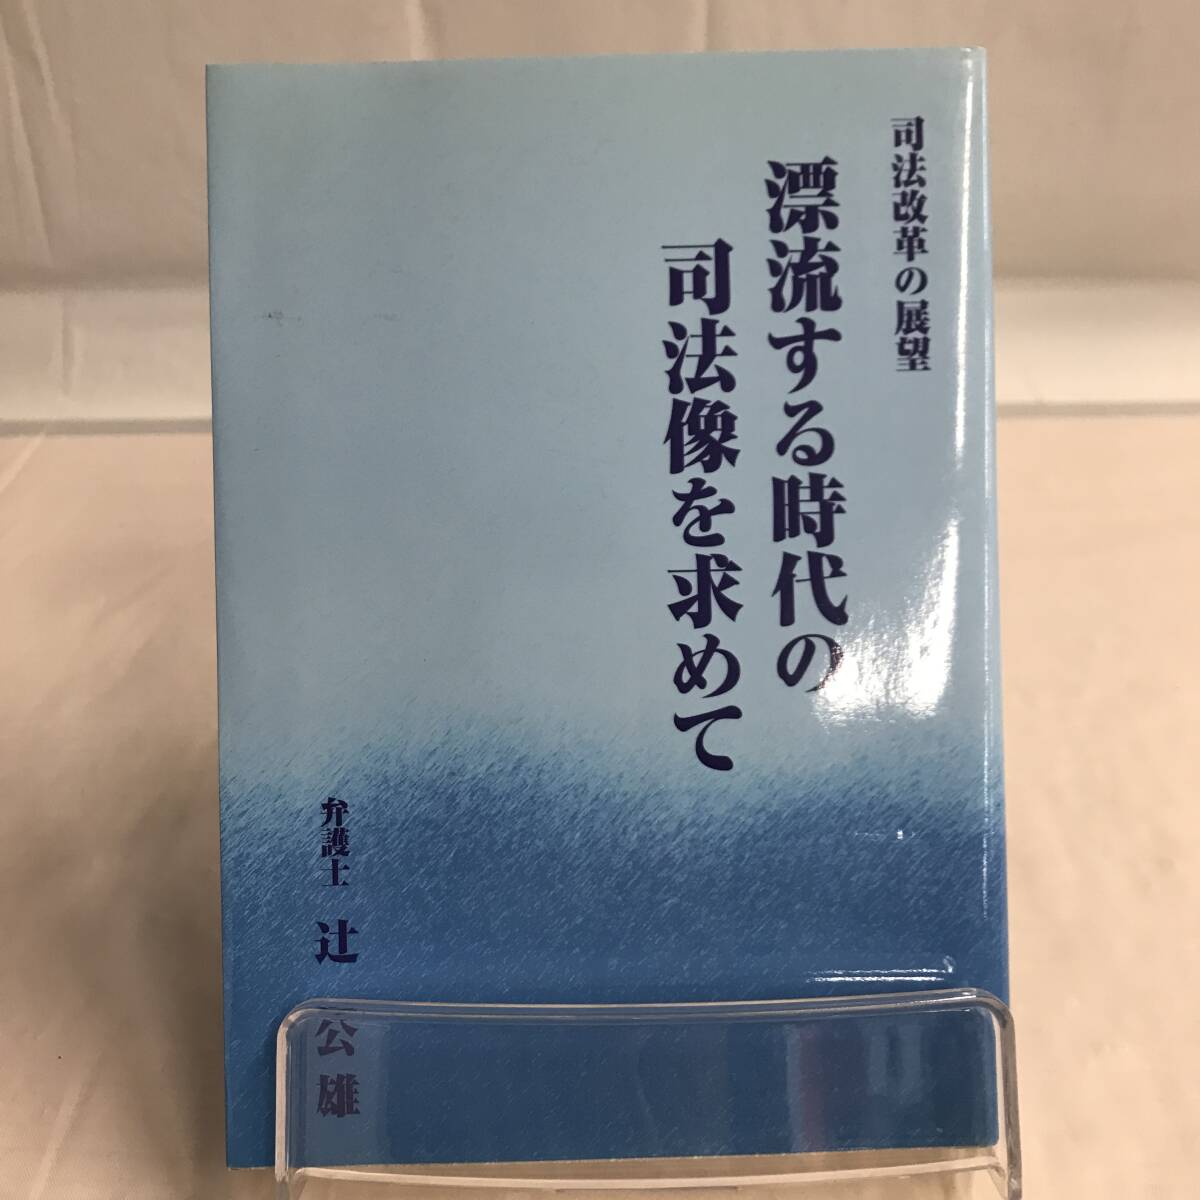 司法改革の展望
漂流する時代の
司法像を求めて
弁護士 辻 公雄